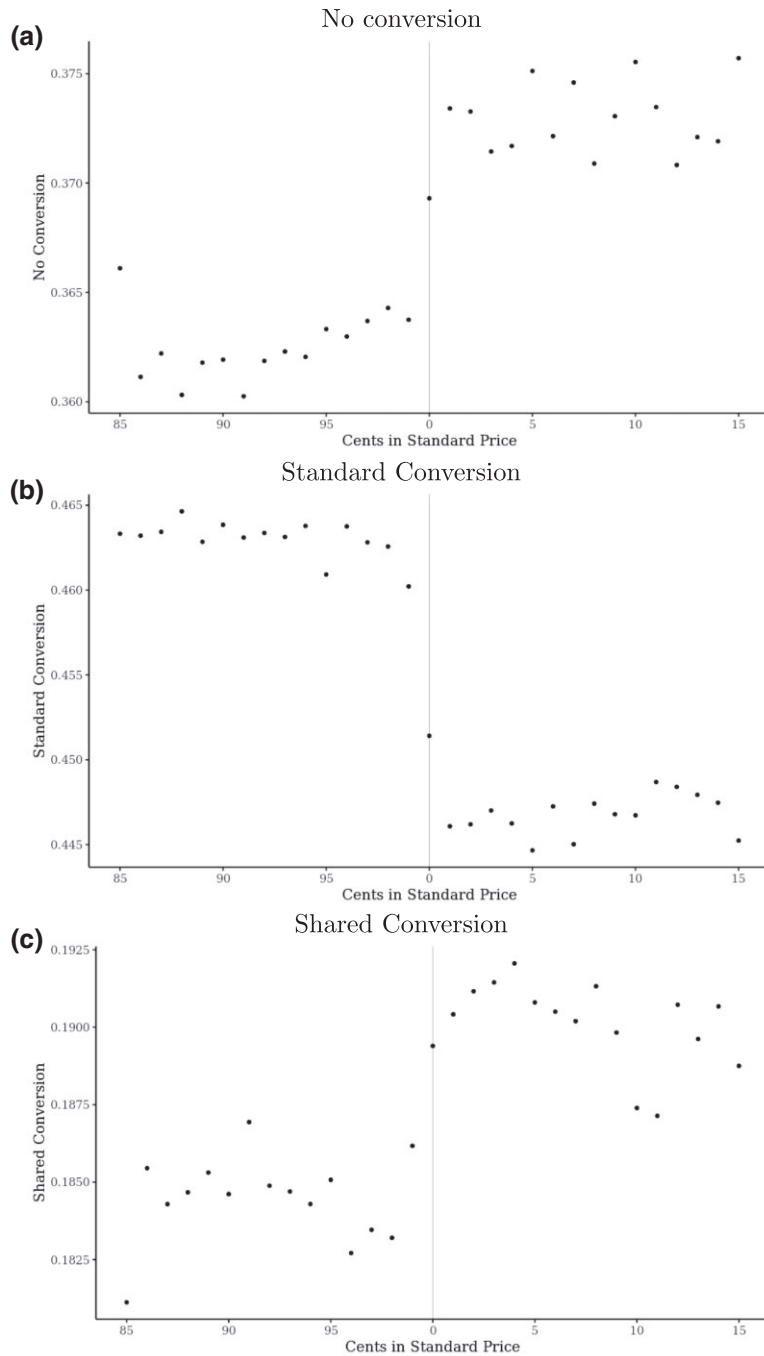 (a)
No conversion
0.375
0.370
0.365
0.360
No Conversion
85 90 95 0 5 10 15
Cents in Standard Price
(b)
Standard Conversion
0.465
0.460
0.455
0.450
0.445
Standard Conversion
85 90 95 0 5 10 15
Cents in Standard Price
(c)
Shared Conversion
0.1925
0.1900
0.1875
0.1850
0.1825
Shared Conversion
85 90 95 0 5 10 15
Cents in Standard Price